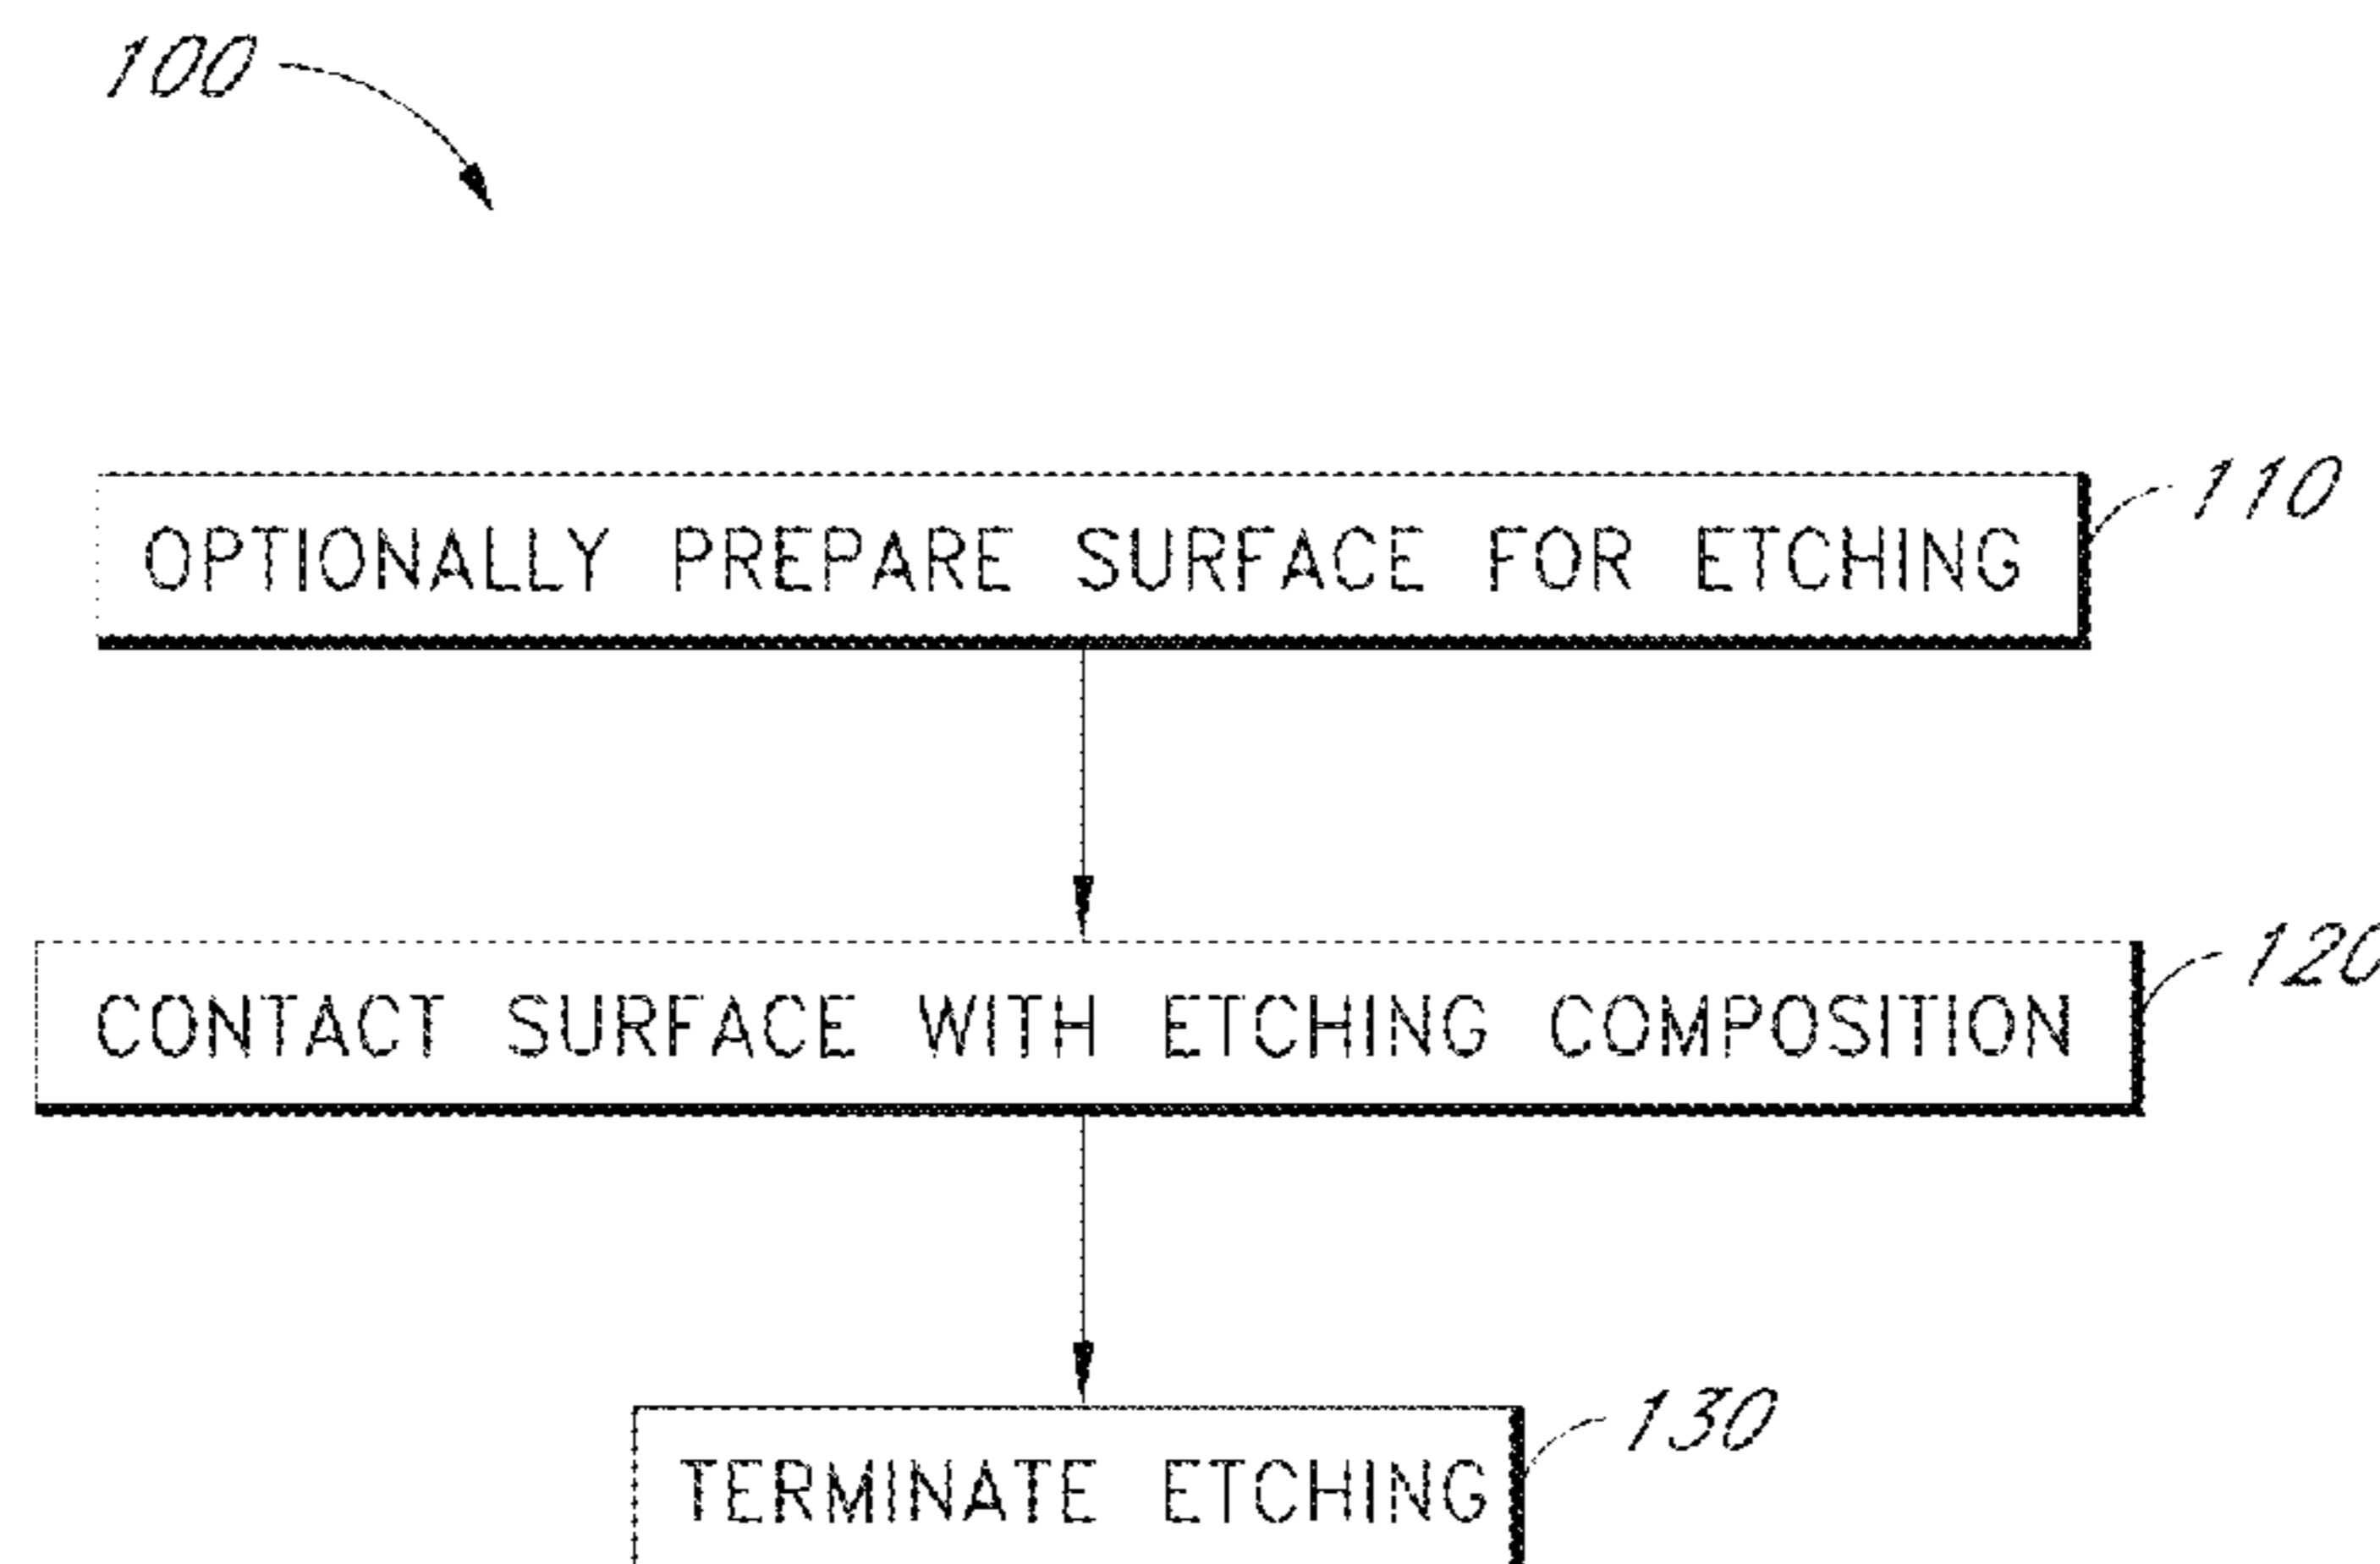 100
110
OPTIONALLY PREPARE SURFACE FOR ETCHING
120
CONTACT SURFACE WITH ETCHING COMPOSITION
130
TERMINATE ETCHING